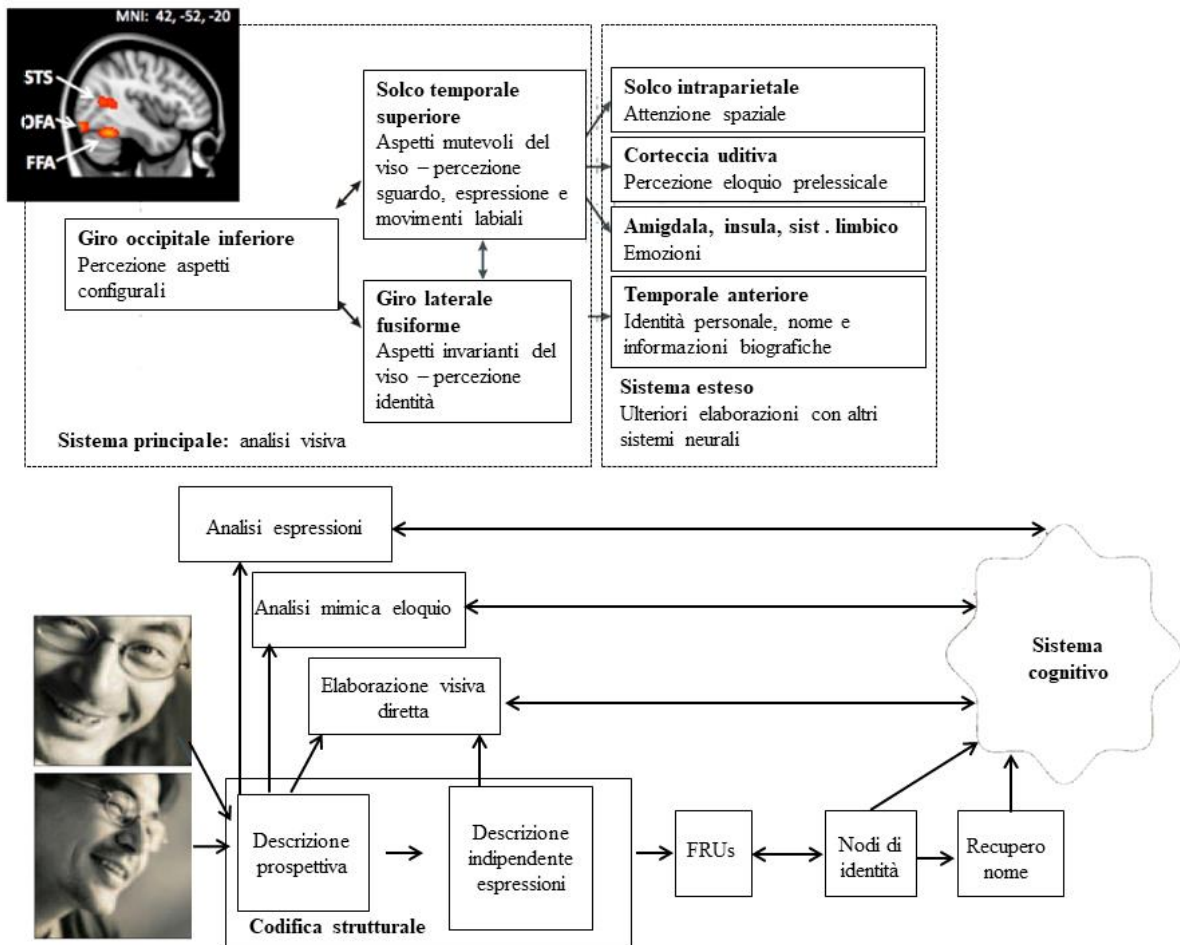 MNI: 42, -52, -20
STS
OFA
FFA
Giro occipitale inferiore
Percezione aspetti
configurali
Solco temporale
superiore
Aspetti mutevoli del
viso – percezione
sguardo, espressione e
movimenti labiali
Giro laterale
fusiforme
Aspetti invarianti del
viso – percezione
identità
Sistema principale: analisi visiva
Solco intraparietale
Attenzione spaziale
Corteccia uditiva
Percezione eloquio prelessicale
Amigdala, insula, sist . limbico
Emozioni
Temporale anteriore
Identità personale, nome e
informazioni biografiche
Sistema esteso
Ulteriori elaborazioni con altri
sistemi neurali
Analisi espressioni
Analisi mimica eloquio
Elaborazione visiva
diretta
Sistema
cognitivo
Descrizione
prospettiva
Descrizione
indipendente
espressioni
Codifica strutturale
FRUs
Nodi di
identità
Recupero
nome